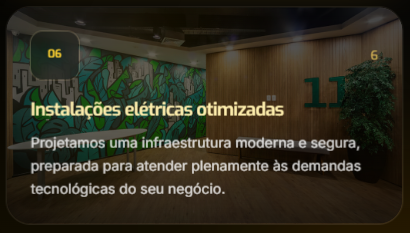 06
6
11
Instalações elétricas otimizadas
Projetamos uma infraestrutura moderna e segura,
preparada para atender plenamente às demandas
tecnológicas do seu negócio.